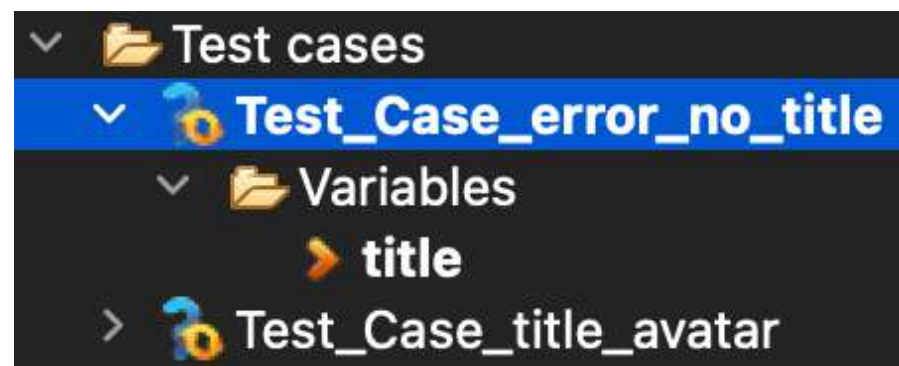 Test cases
Test_Case_error_no_title
Variables
title
Test_Case_title_avatar